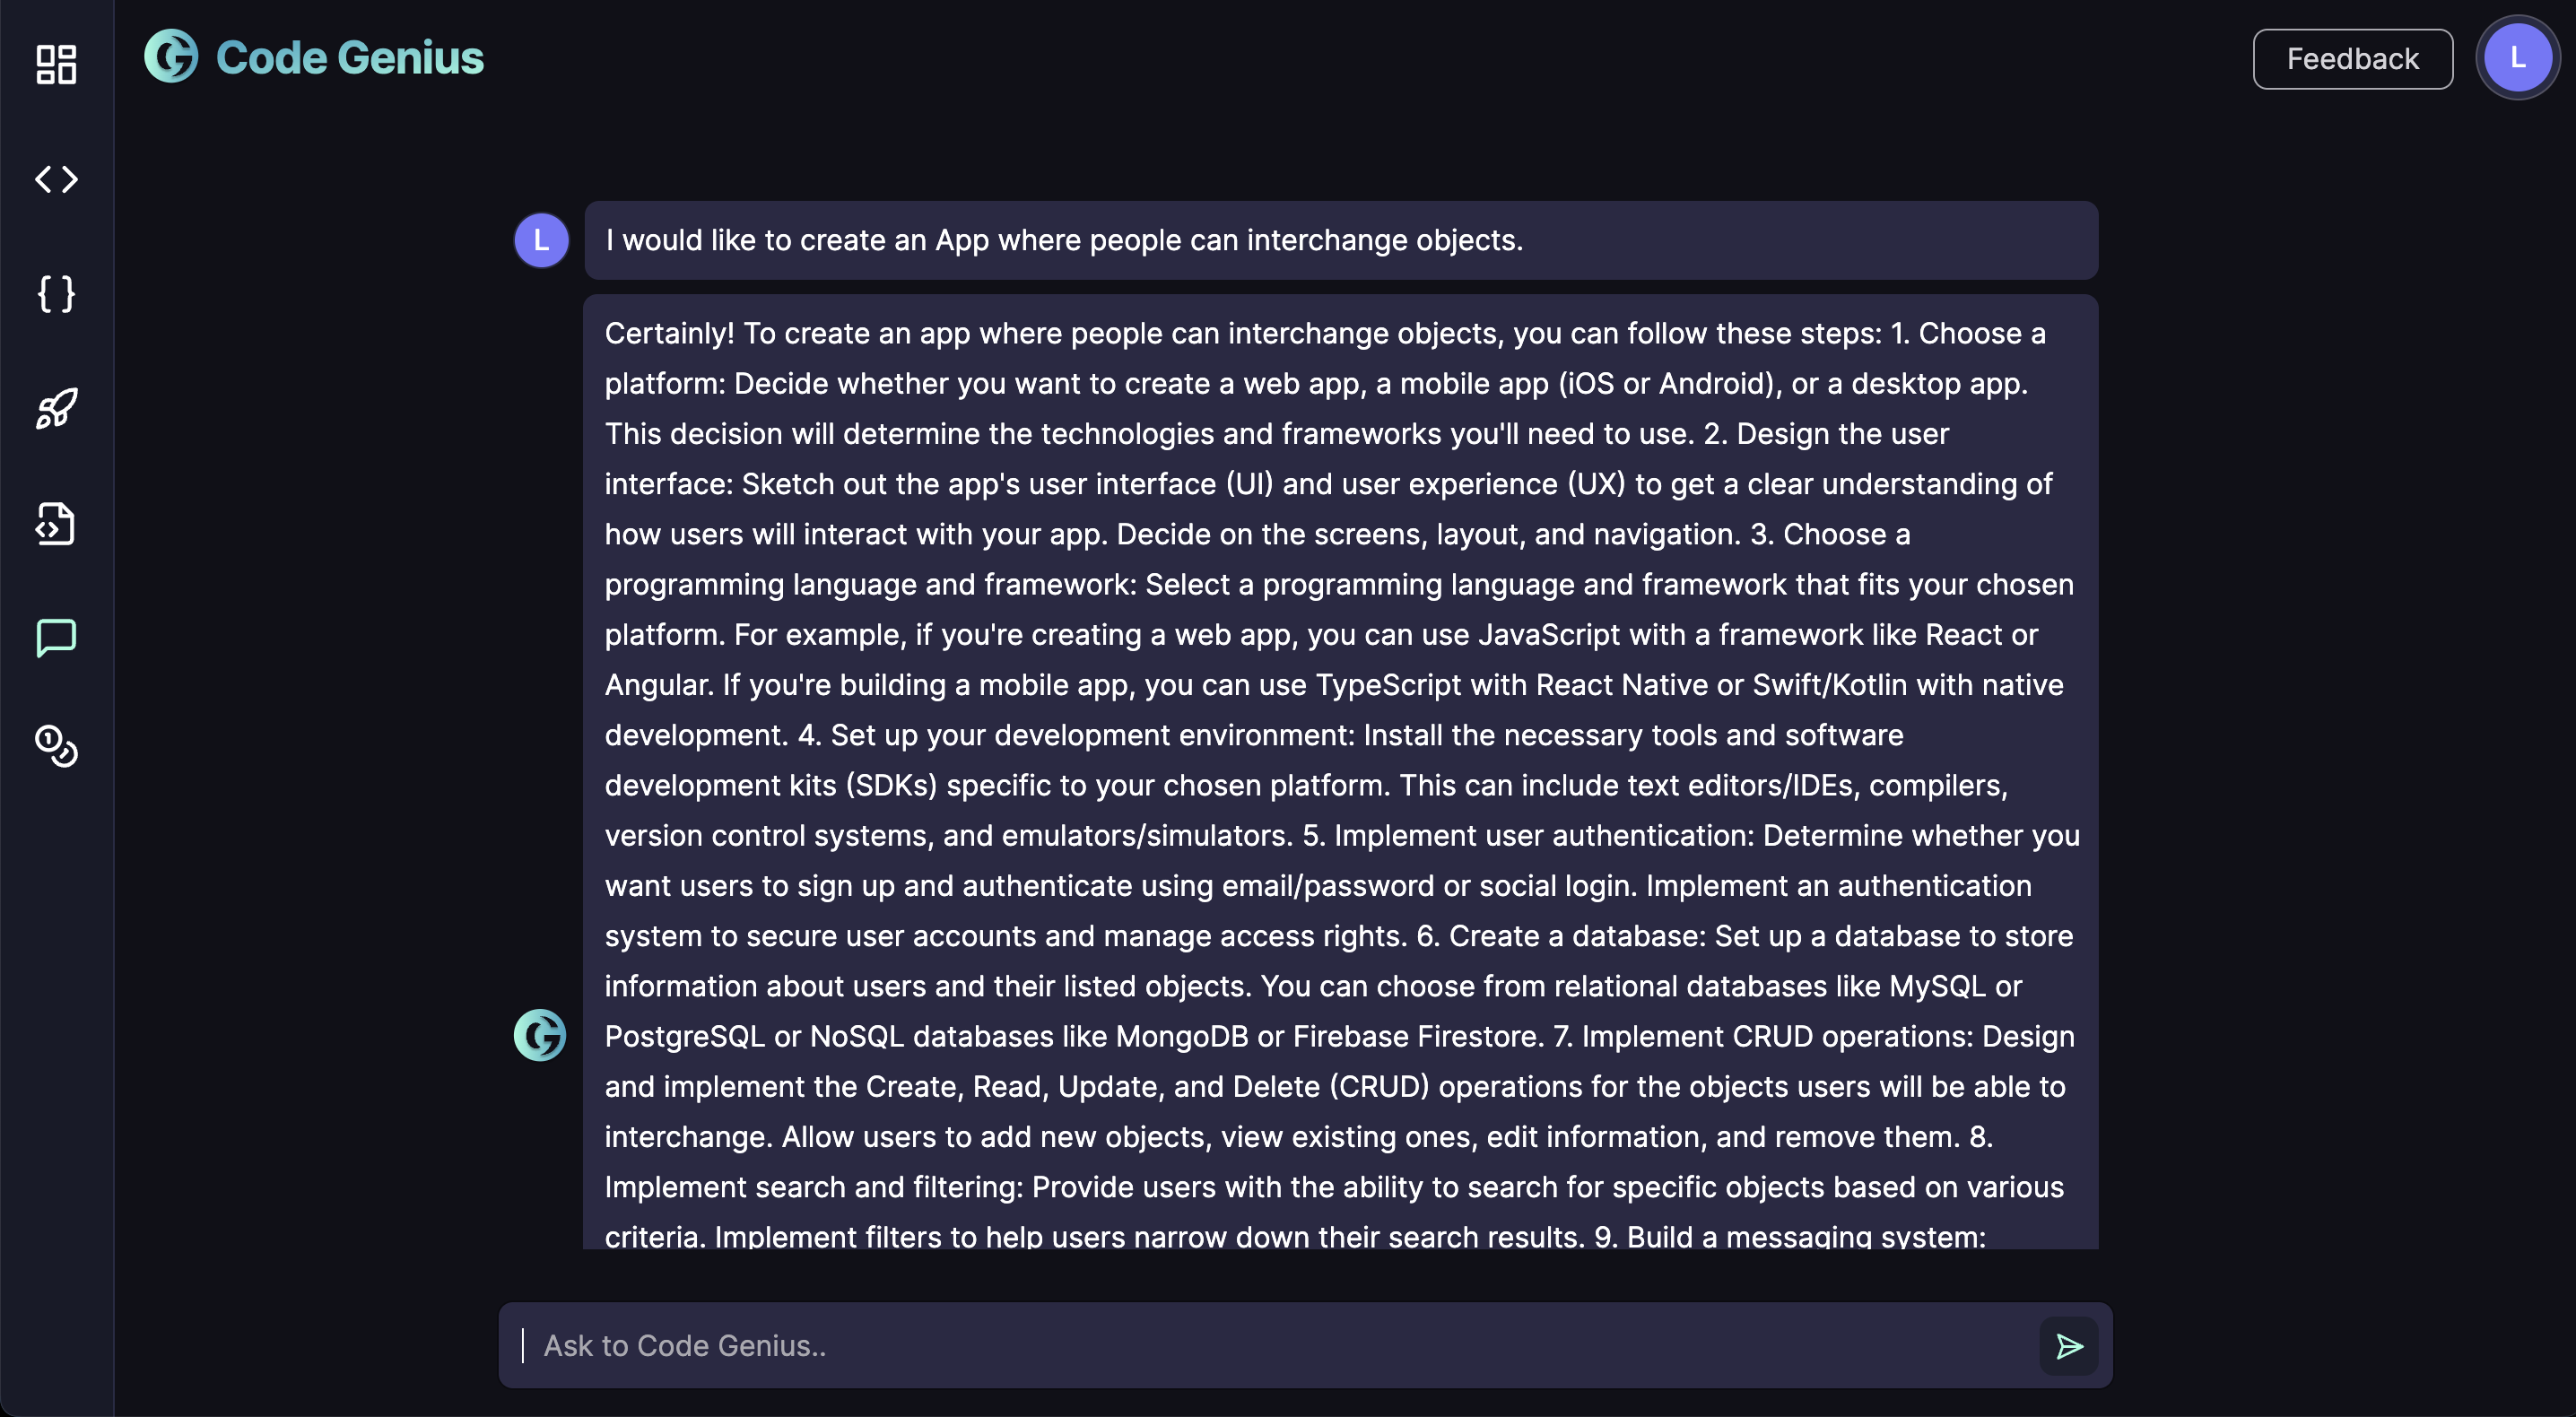 Code Genius
Feedback
L
L
I would like to create an App where people can interchange objects.
Certainly! To create an app where people can interchange objects, you can follow these steps: 1. Choose a
platform: Decide whether you want to create a web app, a mobile app (iOS or Android), or a desktop app.
This decision will determine the technologies and frameworks you'll need to use. 2. Design the user
interface: Sketch out the app's user interface (UI) and user experience (UX) to get a clear understanding of
how users will interact with your app. Decide on the screens, layout, and navigation. 3. Choose a
programming language and framework: Select a programming language and framework that fits your chosen
platform. For example, if you're creating a web app, you can use JavaScript with a framework like React or
Angular. If you're building a mobile app, you can use TypeScript with React Native or Swift/Kotlin with native
development. 4. Set up your development environment: Install the necessary tools and software
development kits (SDKs) specific to your chosen platform. This can include text editors/IDEs, compilers,
version control systems, and emulators/simulators. 5. Implement user authentication: Determine whether you
want users to sign up and authenticate using email/password or social login. Implement an authentication
system to secure user accounts and manage access rights. 6. Create a database: Set up a database to store
information about users and their listed objects. You can choose from relational databases like MySQL or
PostgreSQL or NoSQL databases like MongoDB or Firebase Firestore. 7. Implement CRUD operations: Design
and implement the Create, Read, Update, and Delete (CRUD) operations for the objects users will be able to
interchange. Allow users to add new objects, view existing ones, edit information, and remove them. 8.
Implement search and filtering: Provide users with the ability to search for specific objects based on various
criteria. Implement filters to help users narrow down their search results. 9. Build a messaging system:
Ask to Code Genius..